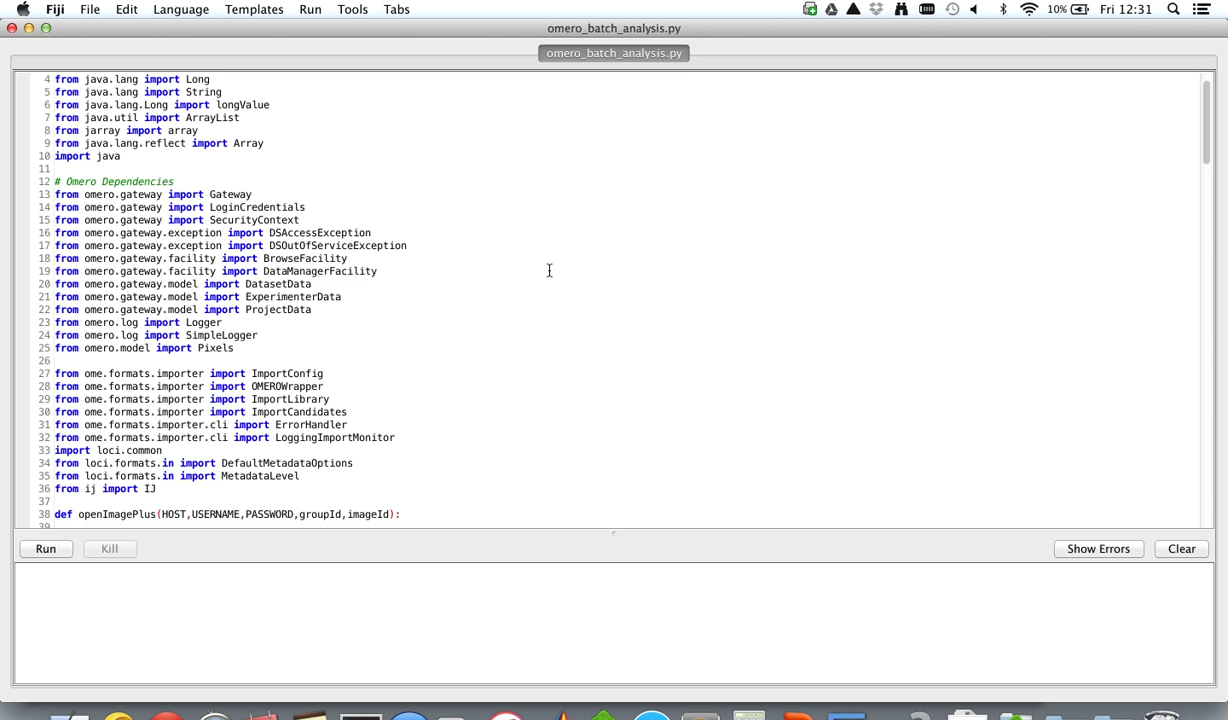 Fiji File Edit Language Templates Run Tools Tabs 10% Fri 12:31
omero_batch_analysis.py
omero_batch_analysis.py
4 from java.lang import Long
5 from java.lang import String
6 from java.lang.Long import longValue
7 from java.util import ArrayList
8 from jarray import array
9 from java.lang.reflect import Array
10 import java
11
12 # Omero Dependencies
13 from omero.gateway import Gateway
14 from omero.gateway import LoginCredentials
15 from omero.gateway import SecurityContext
16 from omero.gateway.exception import DSAccessException
17 from omero.gateway.exception import DSOutOfServiceException
18 from omero.gateway.facility import BrowseFacility
19 from omero.gateway.facility import DataManagerFacility
20 from omero.gateway.model import DatasetData
21 from omero.gateway.model import ExperimenterData
22 from omero.gateway.model import ProjectData
23 from omero.log import Logger
24 from omero.log import SimpleLogger
25 from omero.model import Pixels
26
27 from ome.formats.importer import ImportConfig
28 from ome.formats.importer import OMEROWrapper
29 from ome.formats.importer import ImportLibrary
30 from ome.formats.importer import ImportCandidates
31 from ome.formats.importer.cli import ErrorHandler
32 from ome.formats.importer.cli import LoggingImportMonitor
33 import loci.common
34 from loci.formats.in import DefaultMetadataOptions
35 from loci.formats.in import MetadataLevel
36 from ij import IJ
37
38 def openImagePlus(HOST,USERNAME,PASSWORD,groupId,imageId):
39
Run Kill Show Errors Clear